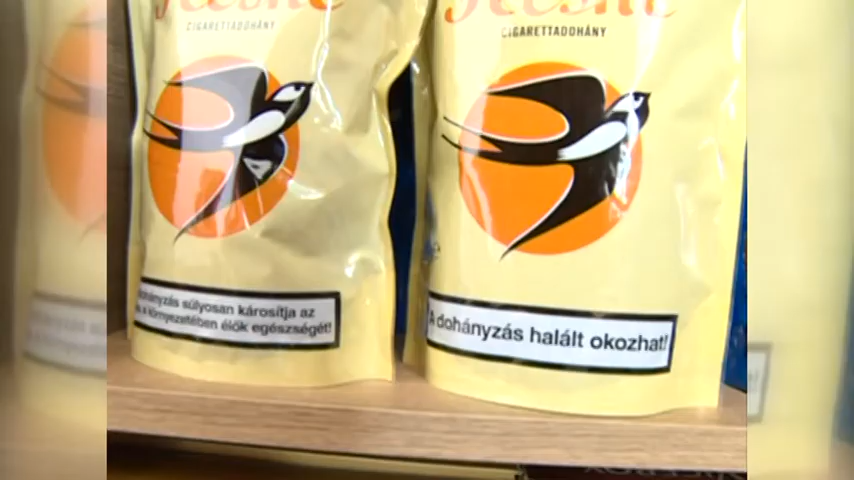 CIGARETTADOHÁNY
CIGARETTADOHÁNY
dohányzás súlyosan károsítja az
a környezetében élők egészségét!
A dohányzás halált okozhat!